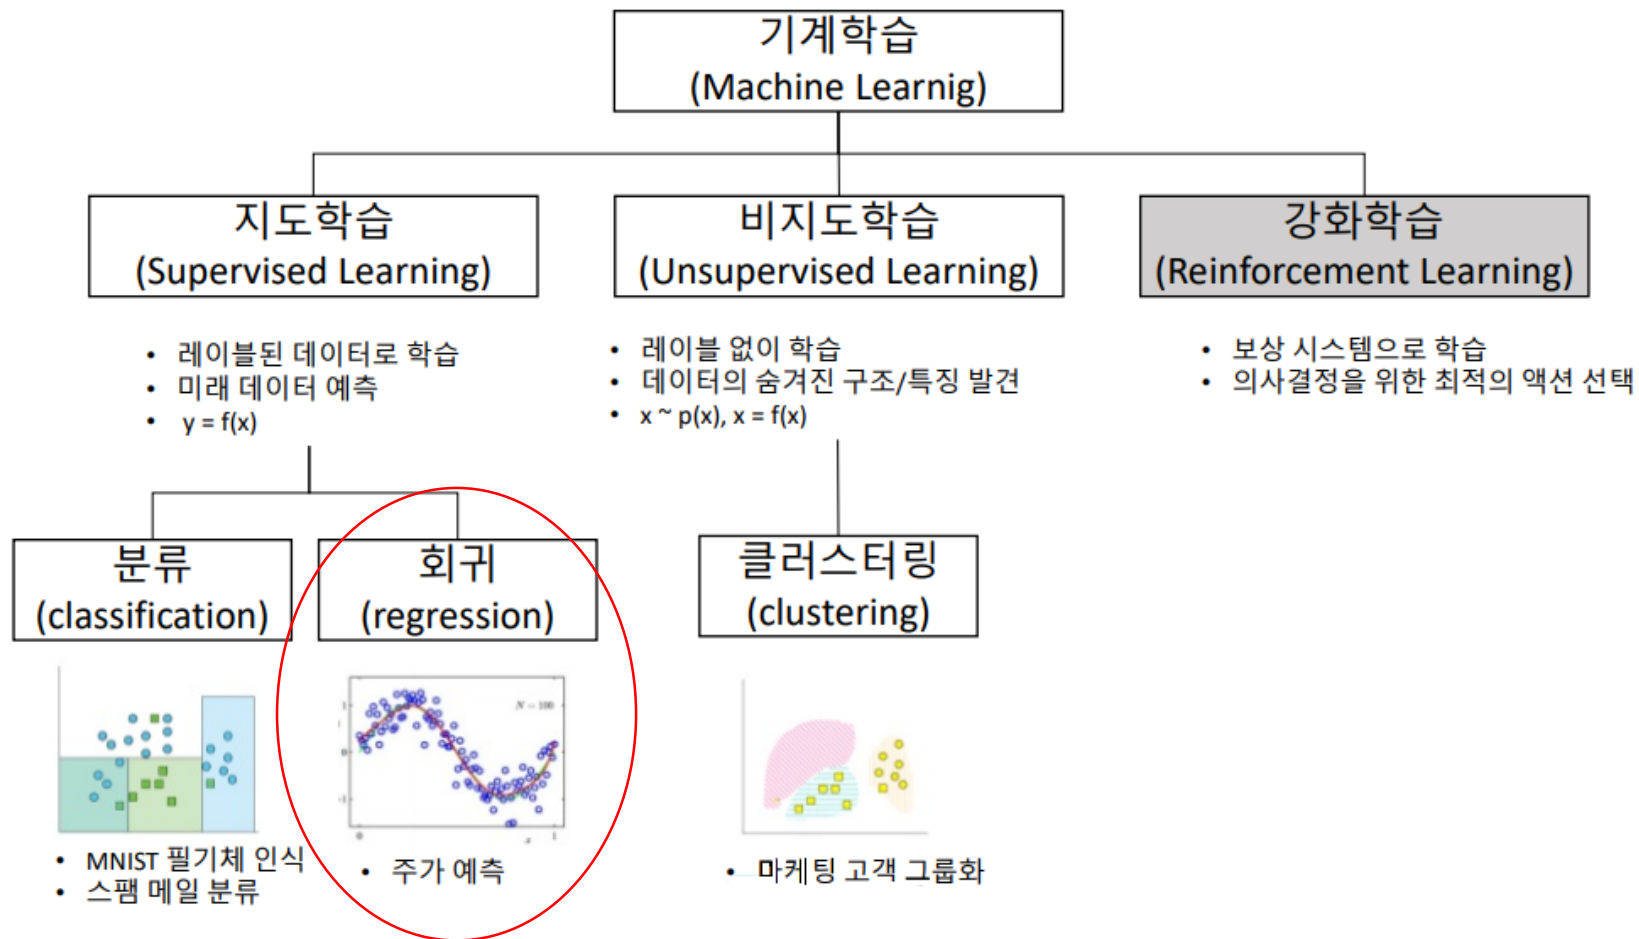 기계학습
(Machine Learnig)
지도학습
(Supervised Learning)
• 레이블된 데이터로 학습
• 미래 데이터 예측
• y = f(x)
비지도학습
(Unsupervised Learning)
• 레이블 없이 학습
• 데이터의 숨겨진 구조/특징 발견
• x ~ p(x), x = f(x)
강화학습
(Reinforcement Learning)
• 보상 시스템으로 학습
• 의사결정을 위한 최적의 액션 선택
분류
(classification)
• MNIST 필기체 인식
• 스팸 메일 분류
회귀
(regression)
N = 100
1
0
-1
0
x
1
• 주가 예측
클러스터링
(clustering)
• 마케팅 고객 그룹화